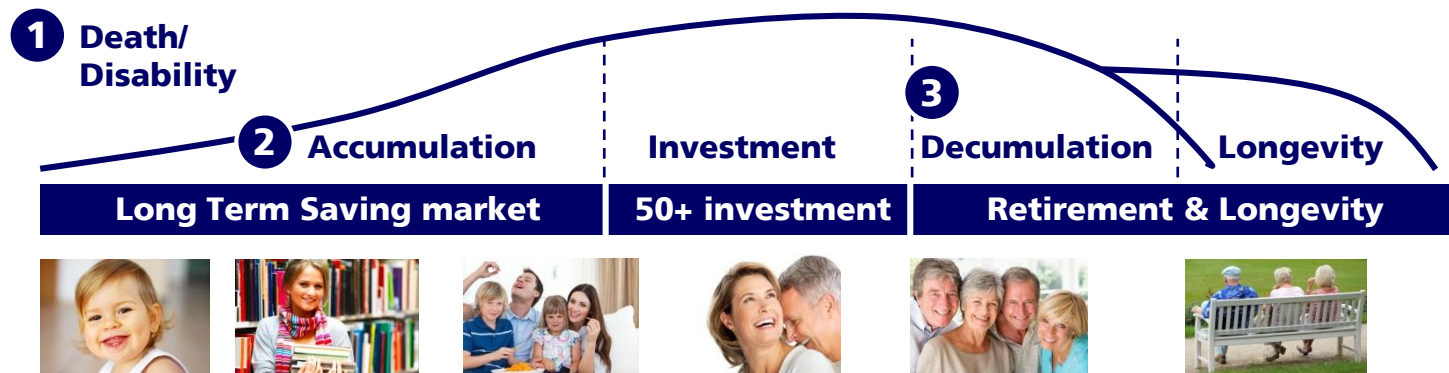 1 Death/
Disability
2 Accumulation
Investment
3
Decumulation
Longevity
Long Term Saving market
50+ investment
Retirement & Longevity